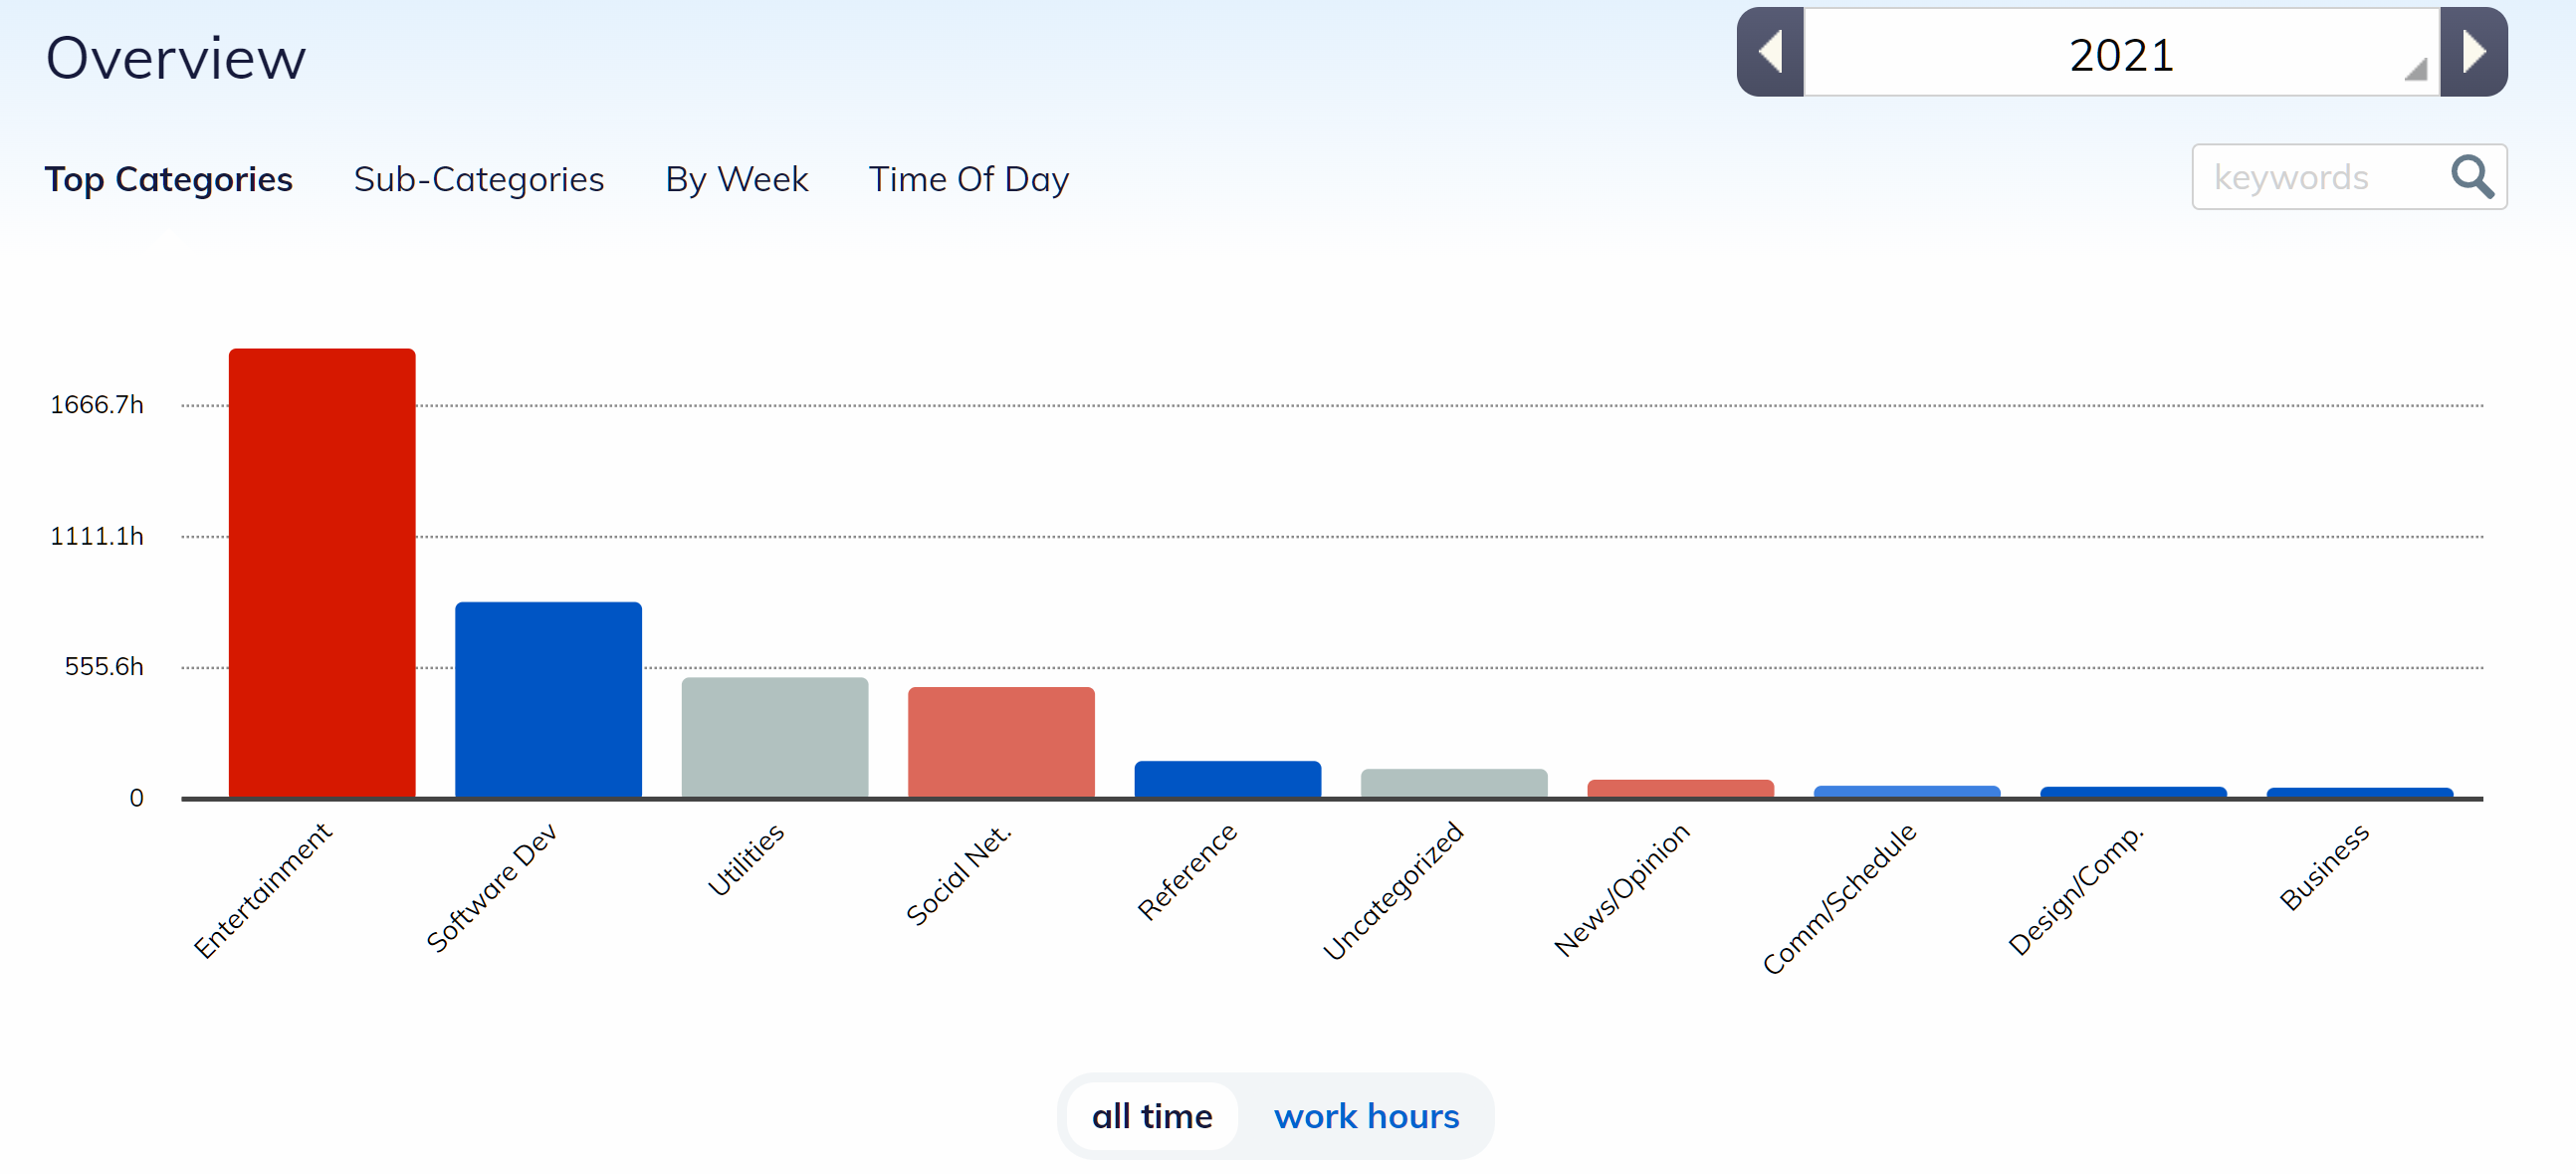 Overview
2021
Top Categories Sub-Categories By Week Time Of Day
keywords
1666.7h
1111.1h
555.6h
0
Entertainment
Software Dev
Utilities
Social Net.
Reference
Uncategorized
News/Opinion
Comm/Schedule
Design/Comp.
Business
all time work hours